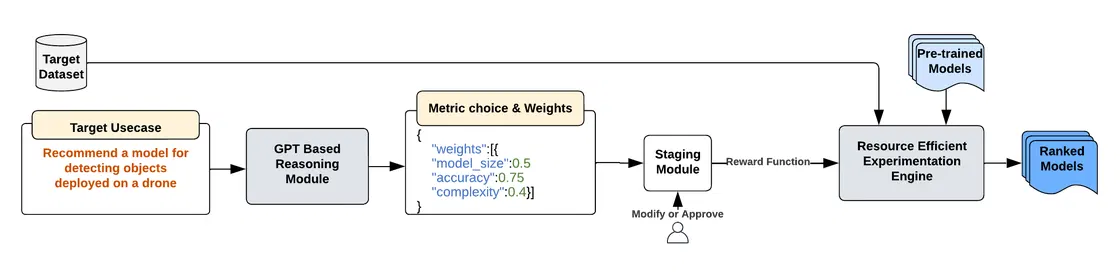 Target
Dataset
Pre-trained
Models
Target Usecase
Recommend a model for
detecting objects
deployed on a drone
GPT Based
Reasoning
Module
Metric choice & Weights
{
"weights":[{
"model_size":0.5
"accuracy":0.75
"complexity":0.4}]
}
Staging
Module
Modify or Approve
Reward Function
Resource Efficient
Experimentation
Engine
Ranked
Models